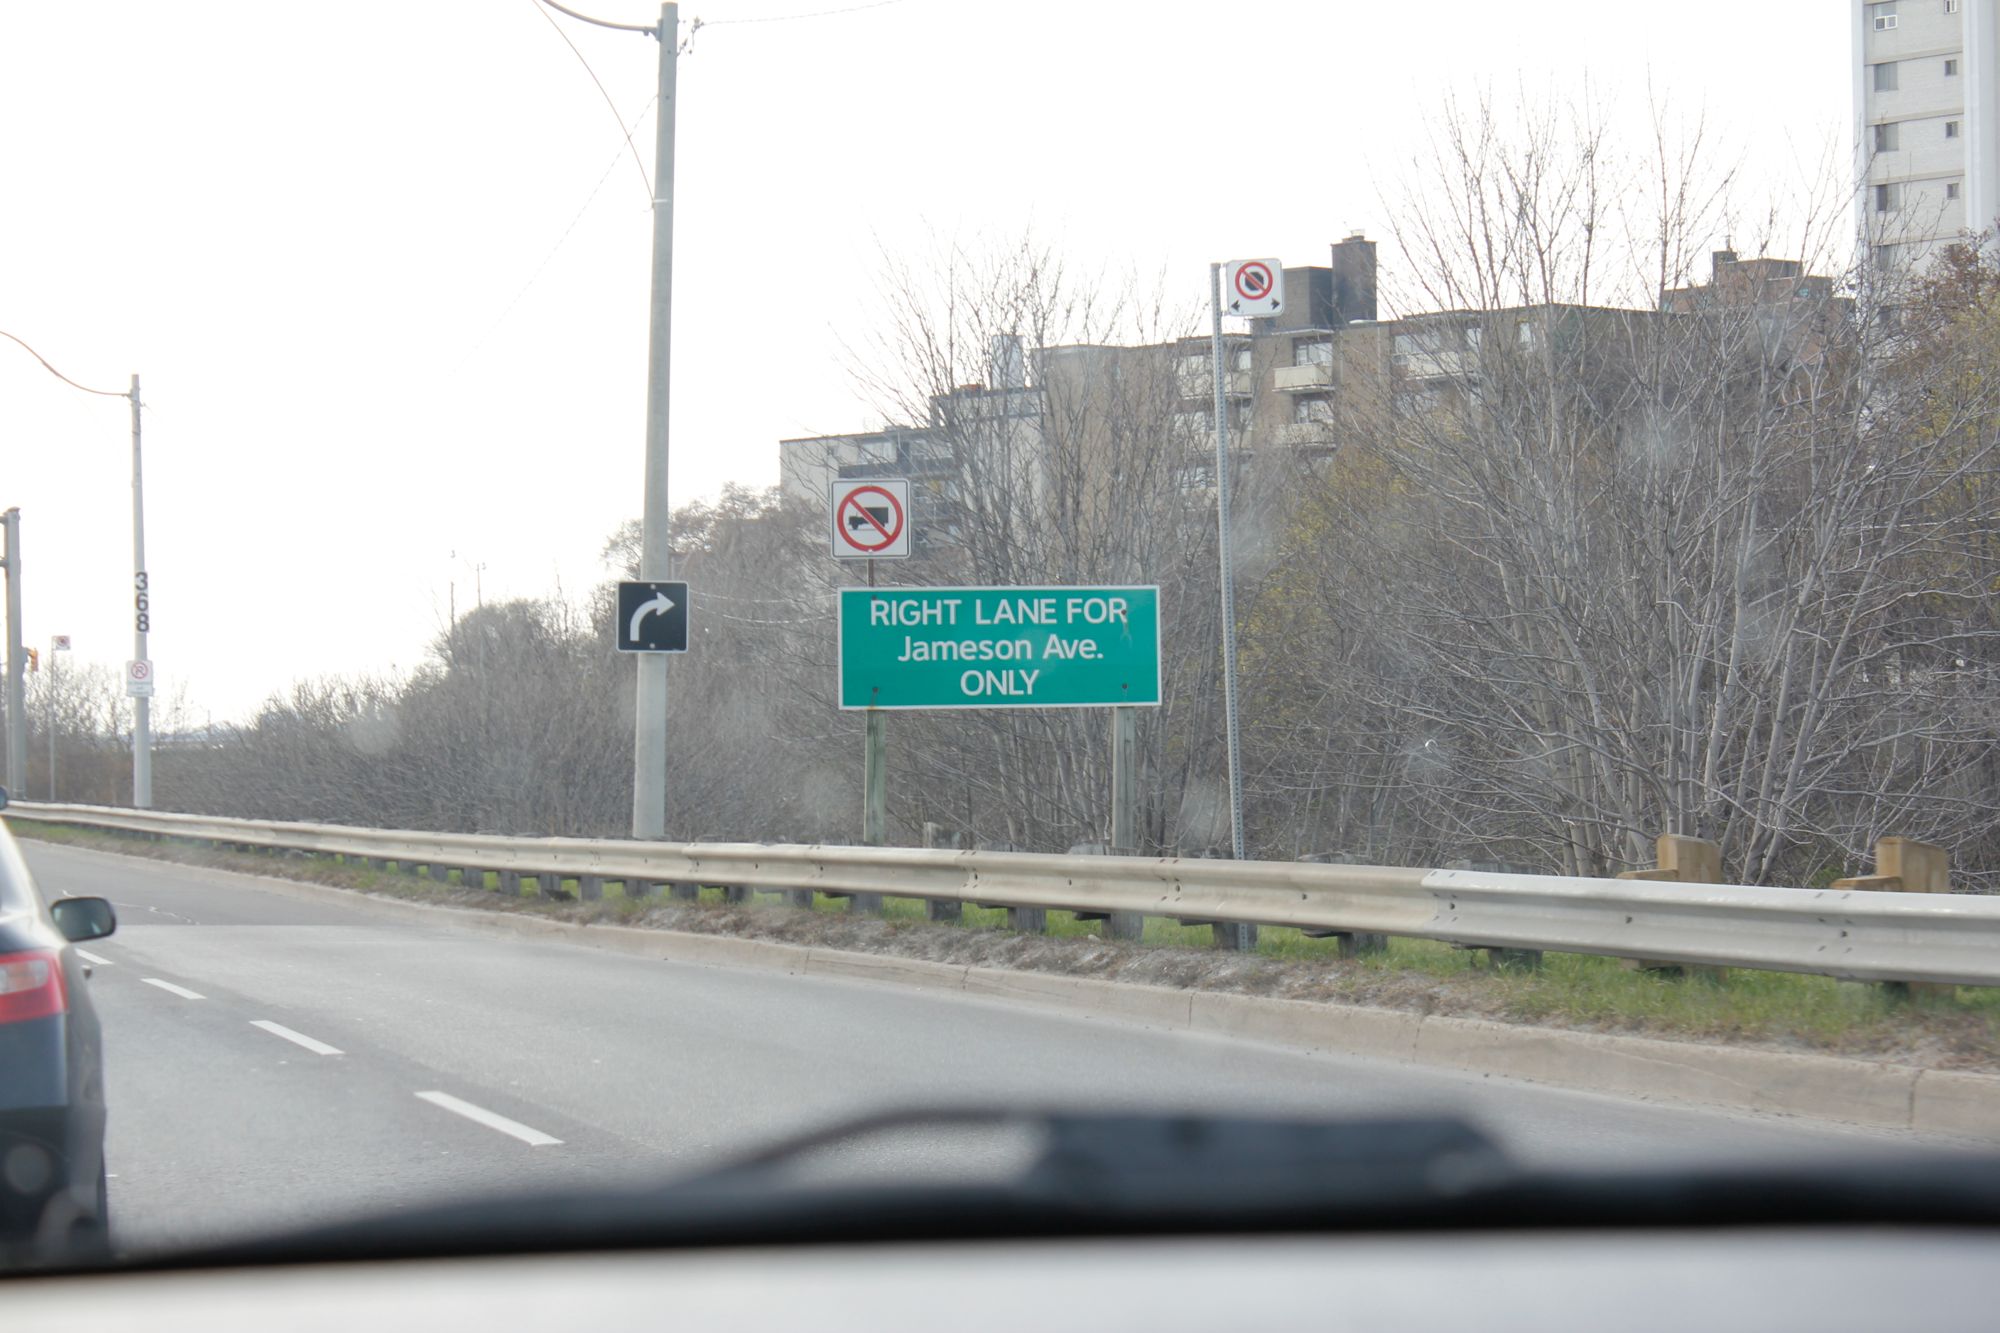 368
RIGHT LANE FOR
Jameson Ave.
ONLY